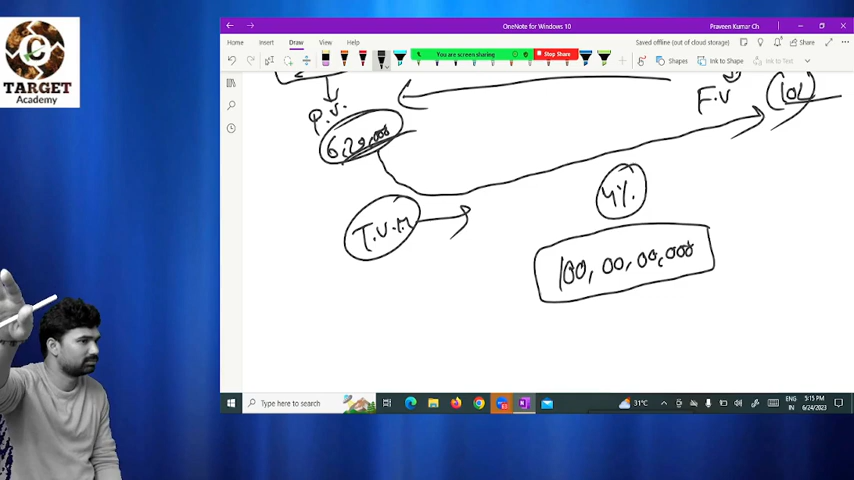 OneNote for Windows 10
Praveen Kumar Ch
Home Insert Draw View Help
You are screen sharing
Stop Share
Saved offline (out of cloud storage)
Share
Shapes
Ink to Shape
Ink to Text
TARGET
Academy
P.V.
F.V
10L
6,20,000
4%
T.V.M
100,00,00,000
Type here to search
31°C
ENG
IN
5:15 PM
6/24/2023